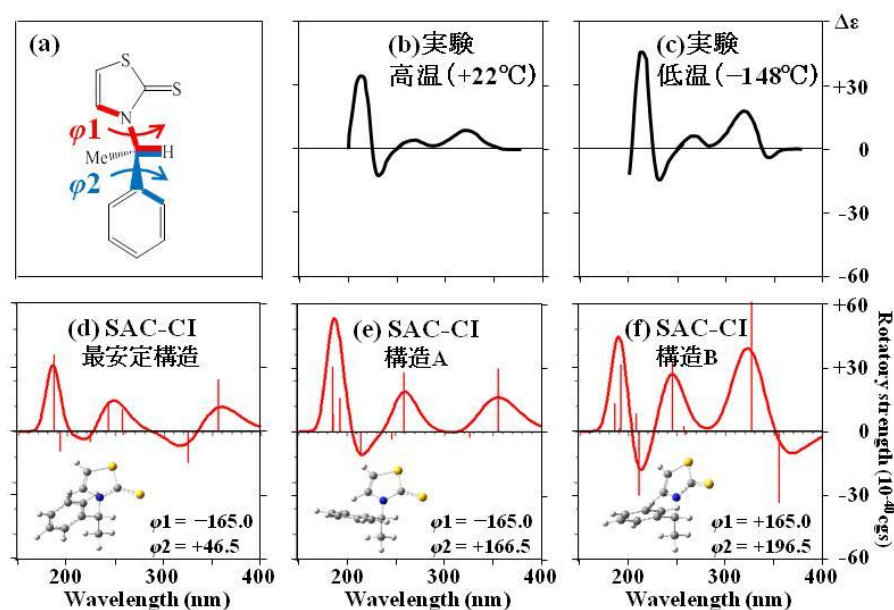 (a)
S
S
N
φ1
Me
H
φ2
(b)実験
高温(+22℃)
(c)実験
低温(−148℃)
Δε
+30
0
-30
-60
(d) SAC-CI
最安定構造
φ1 = −165.0
φ2 = +46.5
(e) SAC-CI
構造A
φ1 = −165.0
φ2 = +166.5
(f) SAC-CI
構造B
φ1 = +165.0
φ2 = +196.5
+60
+30
0
-30
-60
Rotatory strength (10⁻⁴⁰cgs)
200 300 400
200 300 400
200 300 400
Wavelength (nm)
Wavelength (nm)
Wavelength (nm)